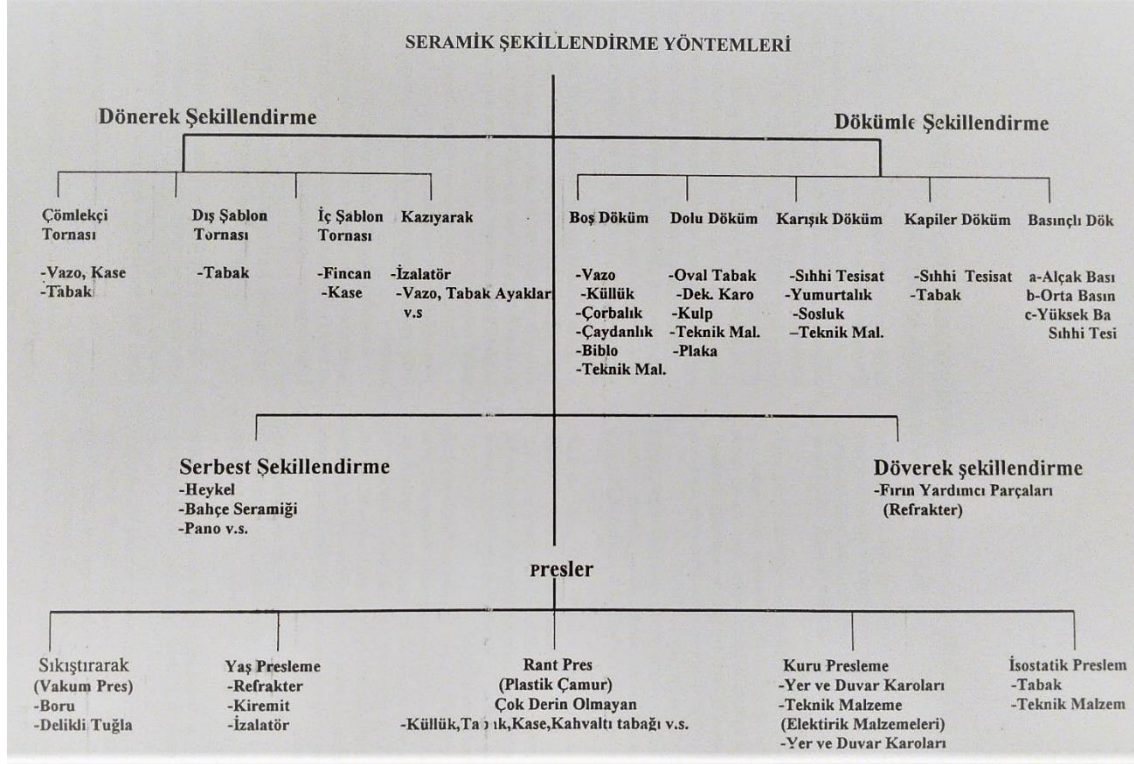 SERAMİK ŞEKİLLENDİRME YÖNTEMLERİ
Dönerek Şekillendirme
Dökümle Şekillendirme
Çömlekçi
Tornası
-Vazo, Kase
-Tabak
Dış Şablon
Tornası
-Tabak
İç Şablon
Tornası
-Fincan
-Kase
Kazıyarak
-İzalatör
-Vazo, Tabak Ayaklar
v.s
Boş Döküm
-Vazo
-Küllük
-Çorbalık
-Çaydanlık
-Biblo
-Teknik Mal.
Dolu Döküm
-Oval Tabak
-Dek. Karo
-Kulp
-Teknik Mal.
-Plaka
Karışık Döküm
-Sıhhi Tesisat
-Yumurtalık
-Sosluk
-Teknik Mal.
Kapiler Döküm
-Sıhhi Tesisat
-Tabak
Basınçlı Dök
a-Alçak Bası
b-Orta Basın
c-Yüksek Ba
Sıhhi Tesi
Serbest Şekillendirme
-Heykel
-Bahçe Seramiği
-Pano v.s.
Döverek şekillendirme
-Fırın Yardımcı Parçaları
(Refrakter)
Presler
Sıkıştırarak
(Vakum Pres)
-Boru
-Delikli Tuğla
Yaş Presleme
-Refrakter
-Kiremit
-İzalatör
Rant Pres
(Plastik Çamur)
Çok Derin Olmayan
-Küllük,Tabak,Kase,Kahvaltı tabağı v.s.
Kuru Presleme
-Yer ve Duvar Karoları
-Teknik Malzeme
(Elektirik Malzemeleri)
-Yer ve Duvar Karoları
İsostatik Preslem
-Tabak
-Teknik Malzem